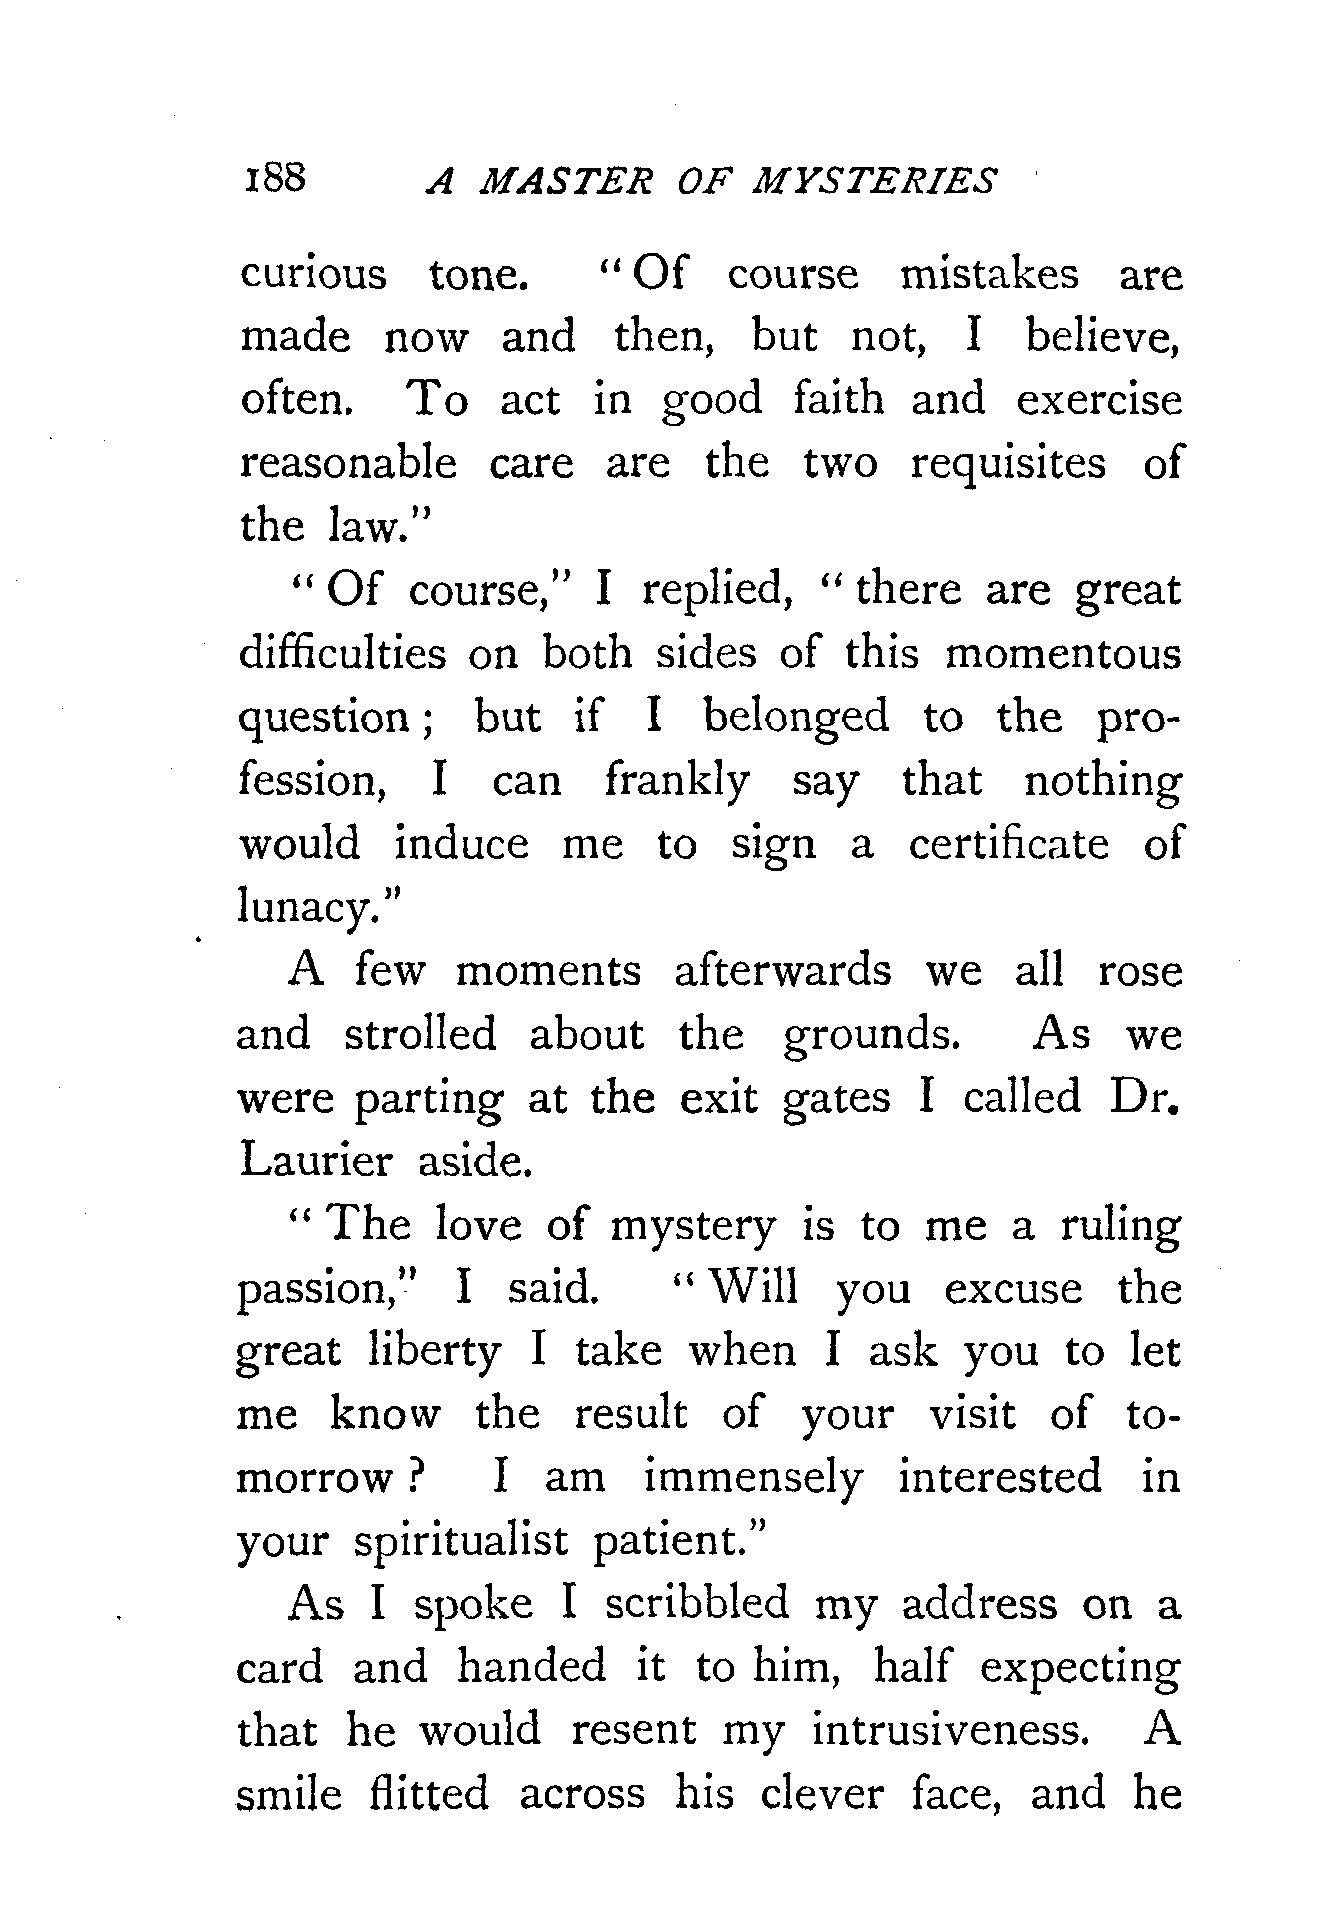 188 A MASTER OF MYSTERIES
curious tone. "Of course mistakes are
made now and then, but not, I believe,
often. To act in good faith and exercise
reasonable care are the two requisites of
the law."
"Of course," I replied, "there are great
difficulties on both sides of this momentous
question; but if I belonged to the pro-
fession, I can frankly say that nothing
would induce me to sign a certificate of
lunacy."
A few moments afterwards we all rose
and strolled about the grounds. As we
were parting at the exit gates I called Dr.
Laurier aside.
"The love of mystery is to me a ruling
passion," I said. "Will you excuse the
great liberty I take when I ask you to let
me know the result of your visit of to-
morrow? I am immensely interested in
your spiritualist patient."
As I spoke I scribbled my address on a
card and handed it to him, half expecting
that he would resent my intrusiveness. A
smile flitted across his clever face, and he